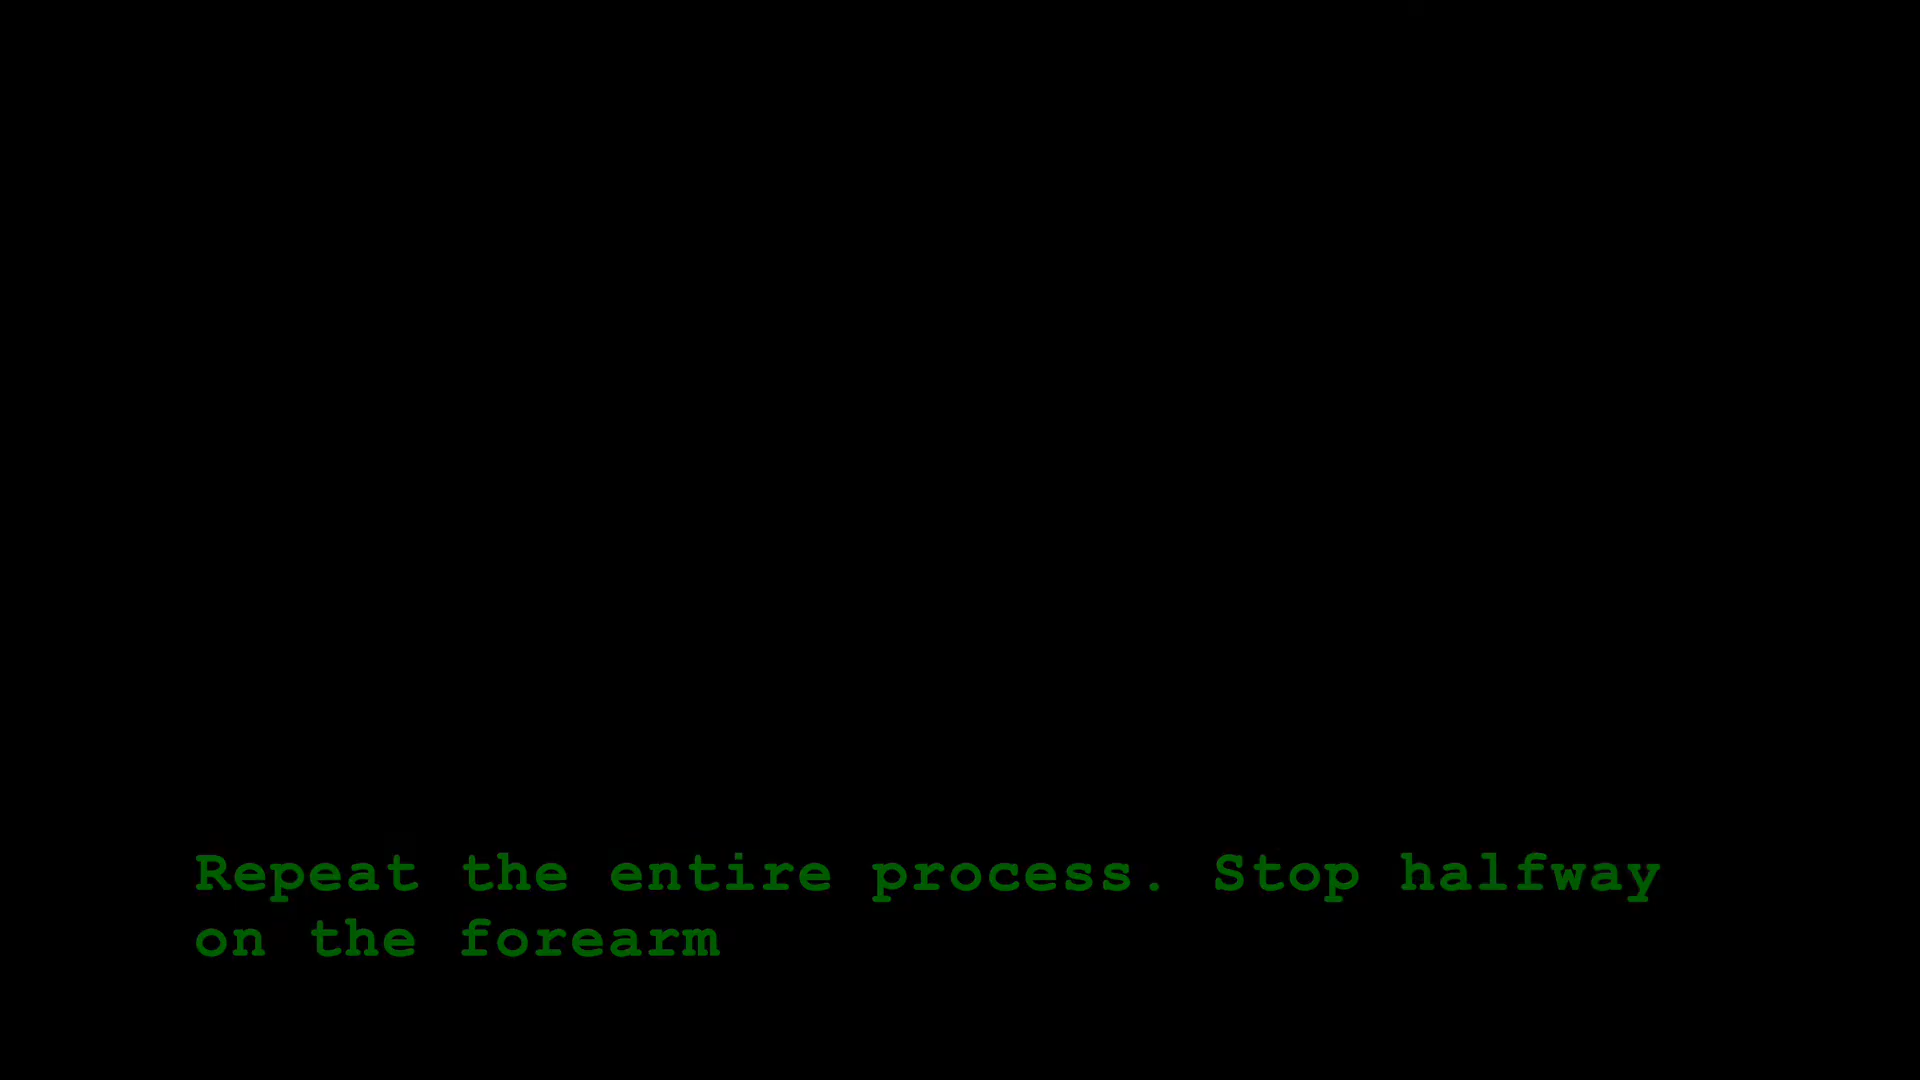 Repeat the entire process. Stop halfway
on the forearm